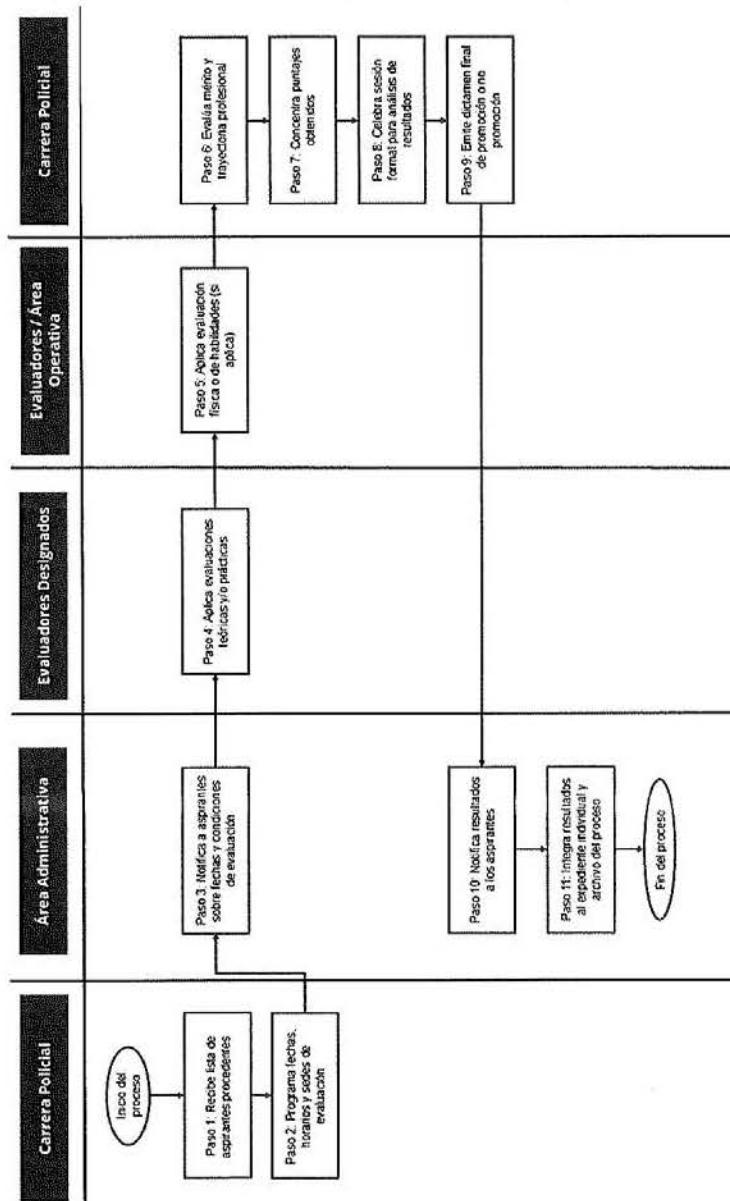 Carrera Policial
Área Administrativa
Evaluadores Designados
Evaluadores / Área
Operativa
Carrera Policial
Inicio del
proceso
Paso 1: Recibe lista de
aspirantes procedentes
Paso 2: Programa fechas,
horarios y sedes de
evaluación
Paso 3: Notifica a aspirantes
sobre fechas y condiciones
de evaluación
Paso 4: Aplica evaluaciones
teóricas y/o prácticas
Paso 5: Aplica evaluación
física o de habilidades (si
aplica)
Paso 6: Evalúa mérito y
trayectoria profesional
Paso 7: Concentra puntajes
obtenidos
Paso 8: Celebra sesión
formal para análisis de
resultados
Paso 9: Emite dictamen final
de promoción o no
promoción
Paso 10: Notifica resultados
a los aspirantes
Paso 11: Integra resultados
al expediente individual y
archivo del proceso
Fin del proceso